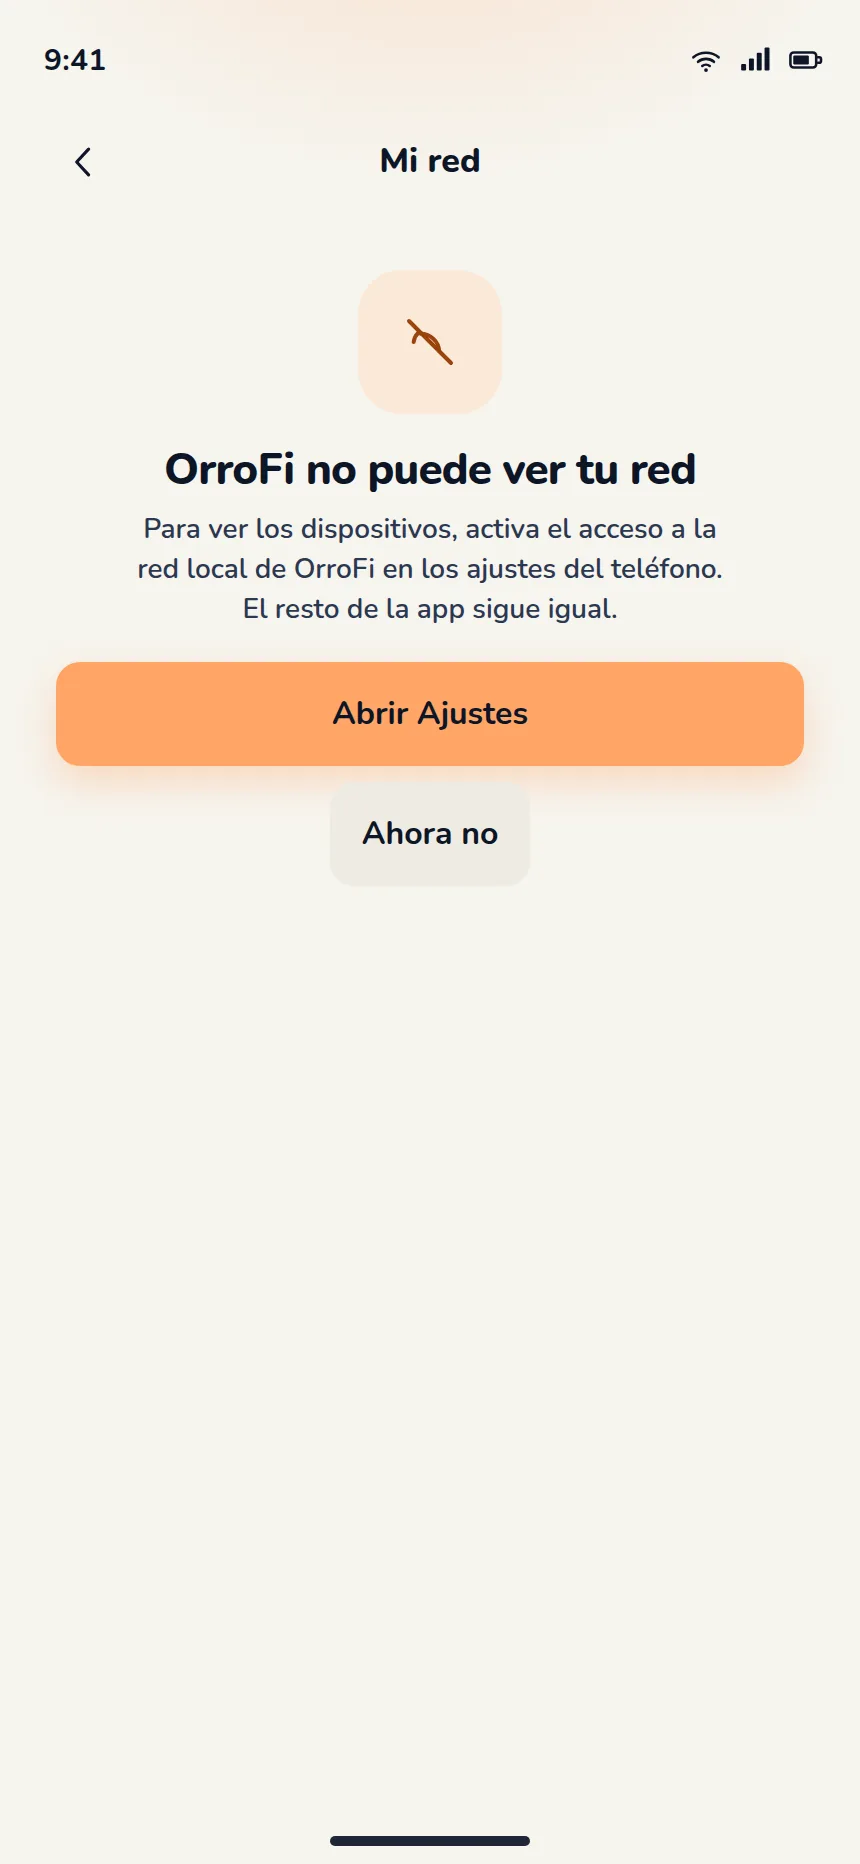 9:41
Mi red
OrroFi no puede ver tu red
Para ver los dispositivos, activa el acceso a la
red local de OrroFi en los ajustes del teléfono.
El resto de la app sigue igual.
Abrir Ajustes
Ahora no